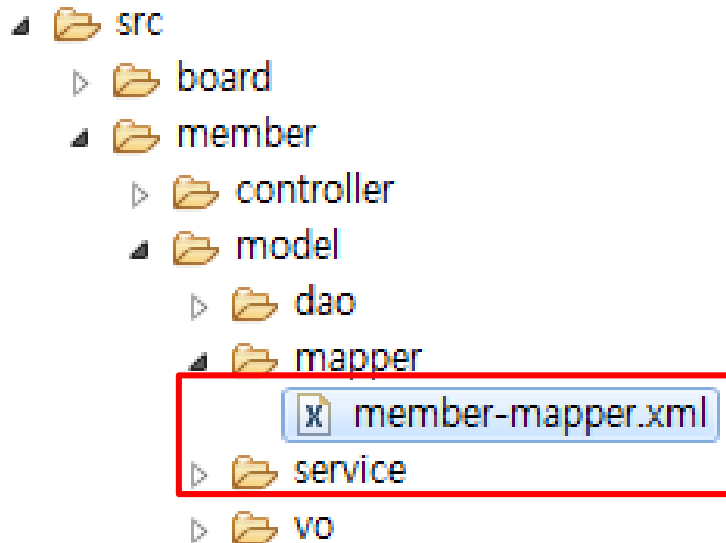 src
board
member
controller
model
dao
mapper
member-mapper.xml
service
vo